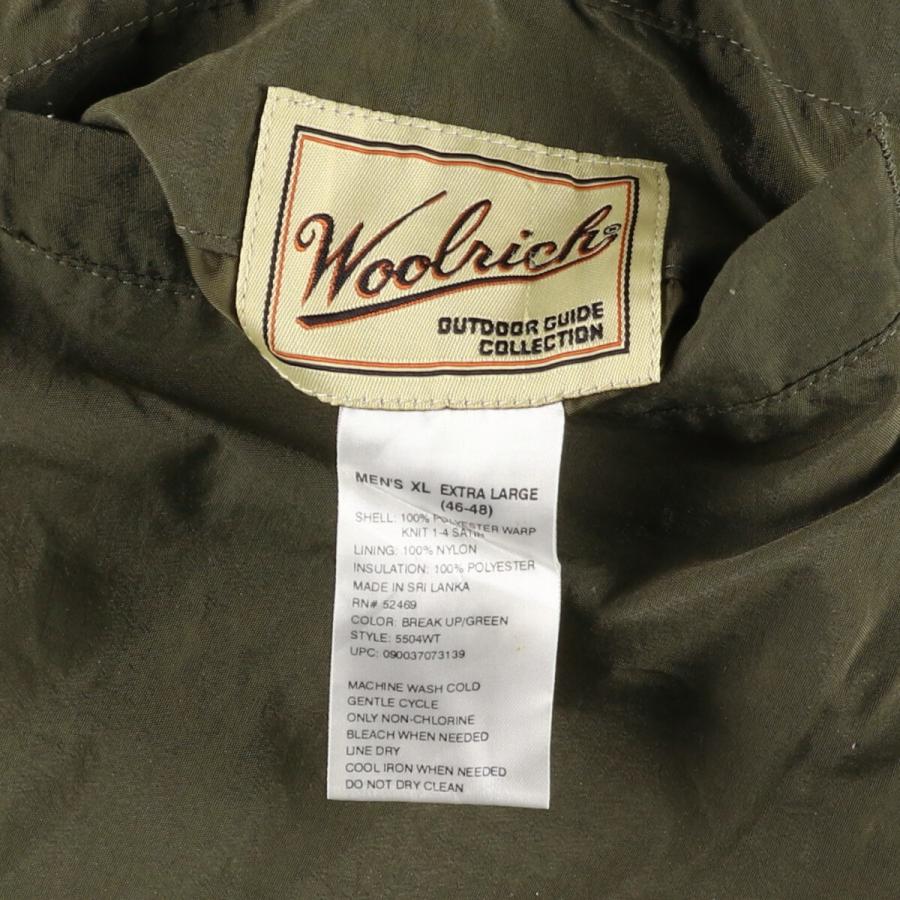 Woolrich®
OUTDOOR GUIDE
COLLECTION
MEN'S XL EXTRA LARGE
(46-48)
SHELL: 100% POLYESTER WARP
KNIT 1-4 SATIN
LINING: 100% NYLON
INSULATION: 100% POLYESTER
MADE IN SRI LANKA
RN# 52469
COLOR: BREAK UP/GREEN
STYLE: 5504WT
UPC: 090037073139
MACHINE WASH COLD
GENTLE CYCLE
ONLY NON-CHLORINE
BLEACH WHEN NEEDED
LINE DRY
COOL IRON WHEN NEEDED
DO NOT DRY CLEAN